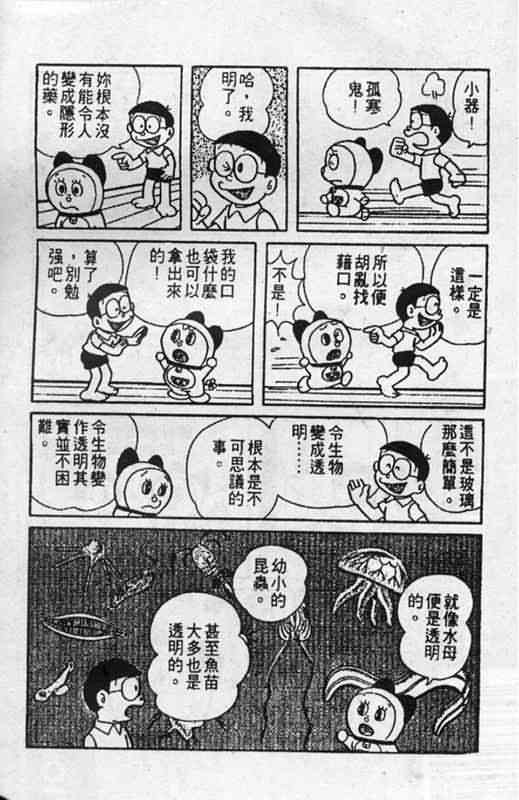 小器！
孤寒
鬼！
哈，我
明了。
妳根本沒
有能令人
變成隱形
的藥。
一定是
這樣。
所以便
胡亂找
藉口。
不是！
我的口
袋什麼
也可以
拿出來
的！
算了
，別勉
强吧。
這不是玻璃
那麼簡單。
令生物
變成透
明……
根本是不
可思議的
事。
令生物變
作透明其
實並不困
難。
就像水母
便是透明
的。
幼小的
昆蟲。
甚至魚苗
大多也是
透明的。